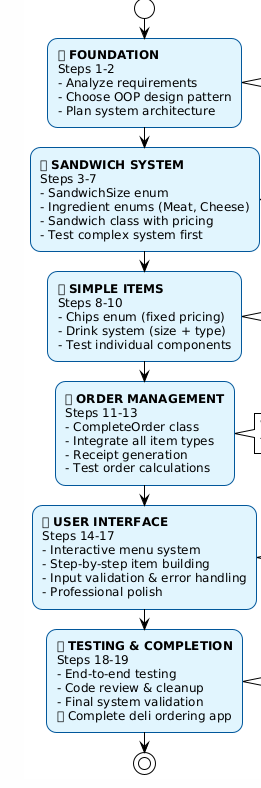 FOUNDATION
Steps 1-2
- Analyze requirements
- Choose OOP design pattern
- Plan system architecture
SANDWICH SYSTEM
Steps 3-7
- SandwichSize enum
- Ingredient enums (Meat, Cheese)
- Sandwich class with pricing
- Test complex system first
SIMPLE ITEMS
Steps 8-10
- Chips enum (fixed pricing)
- Drink system (size + type)
- Test individual components
ORDER MANAGEMENT
Steps 11-13
- CompleteOrder class
- Integrate all item types
- Receipt generation
- Test order calculations
USER INTERFACE
Steps 14-17
- Interactive menu system
- Step-by-step item building
- Input validation & error handling
- Professional polish
TESTING & COMPLETION
Steps 18-19
- End-to-end testing
- Code review & cleanup
- Final system validation
Complete deli ordering app